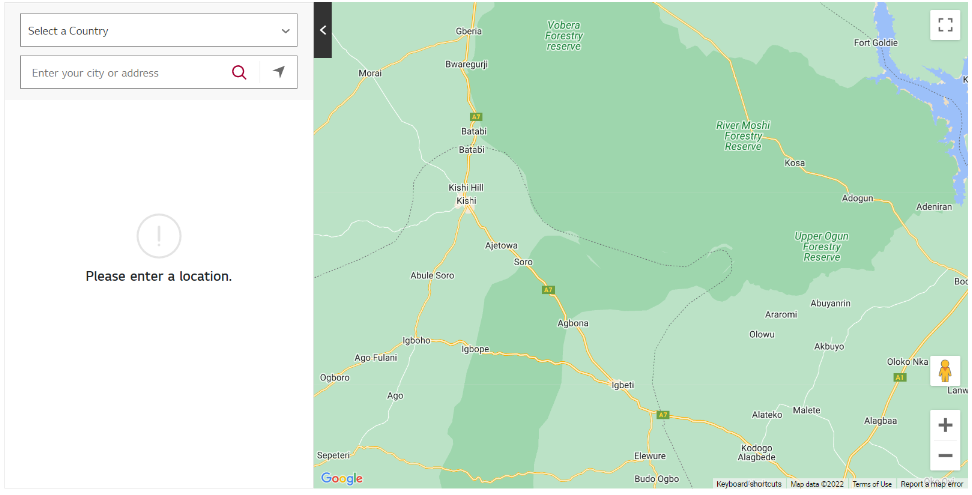 Select a Country
Enter your city or address
Please enter a location.
Gberia
Vobera
Forestry
reserve
Fort Goldie
Bwaregurji
Morai
A7
River Moshi
Forestry
Reserve
Batabi
Batabi
Kosa
Kishi Hill
Kishi
Adogun
Adeniran
Ajetowa
Upper Ogun
Forestry
Reserve
Soro
Abule Soro
A7
Abuyanrin
Araromi
Agbona
Olowu
Igboho
Akbuyo
Igbope
Ago Fulani
Oloko Nka
Ogboro
A1
Igbeti
Ago
Malete
Alateko
A7
Alagbaa
Kodogo
Alagbede
Sepeteri
Elewure
Budo Ogbo
Google
Keyboard shortcuts
Map data ©2022
Terms of Use
Report a map error